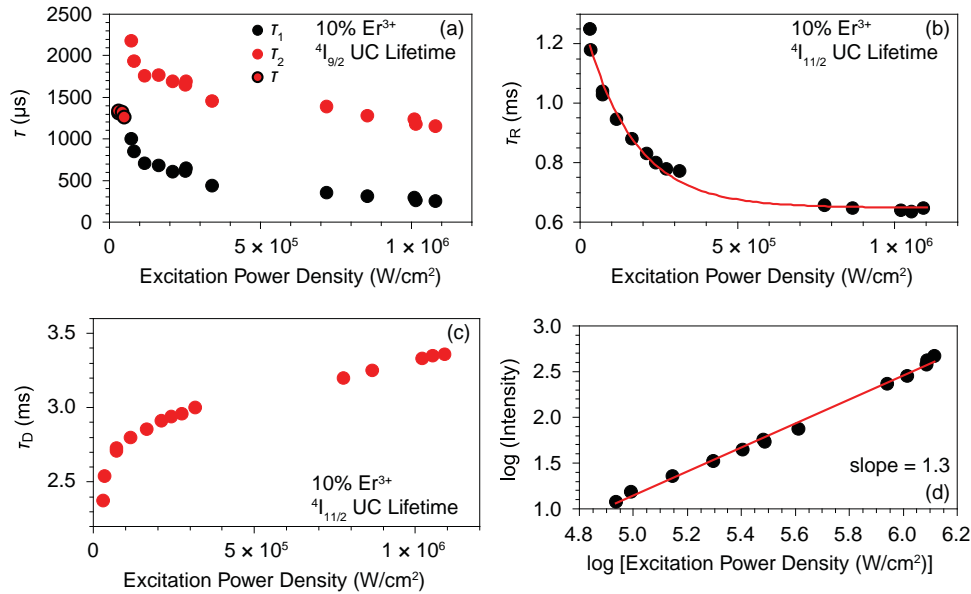 10% Er³⁺ (a)
⁴I₉/₂ UC Lifetime
τ₁
τ₂
τ
2500
2000
1500
1000
500
0
τ (µs)
0 5 × 10⁵ 1 × 10⁶
Excitation Power Density (W/cm²)
10% Er³⁺ (b)
⁴I₁₁/₂ UC Lifetime
1.2
1.0
0.8
0.6
τR (ms)
0 5 × 10⁵ 1 × 10⁶
Excitation Power Density (W/cm²)
(c)
3.5
3.0
2.5
τD (ms)
10% Er³⁺
⁴I₁₁/₂ UC Lifetime
0 5 × 10⁵ 1 × 10⁶
Excitation Power Density (W/cm²)
3.0
2.5
2.0
1.5
1.0
log (Intensity)
slope = 1.3
(d)
4.8 5.0 5.2 5.4 5.6 5.8 6.0 6.2
log [Excitation Power Density (W/cm²)]